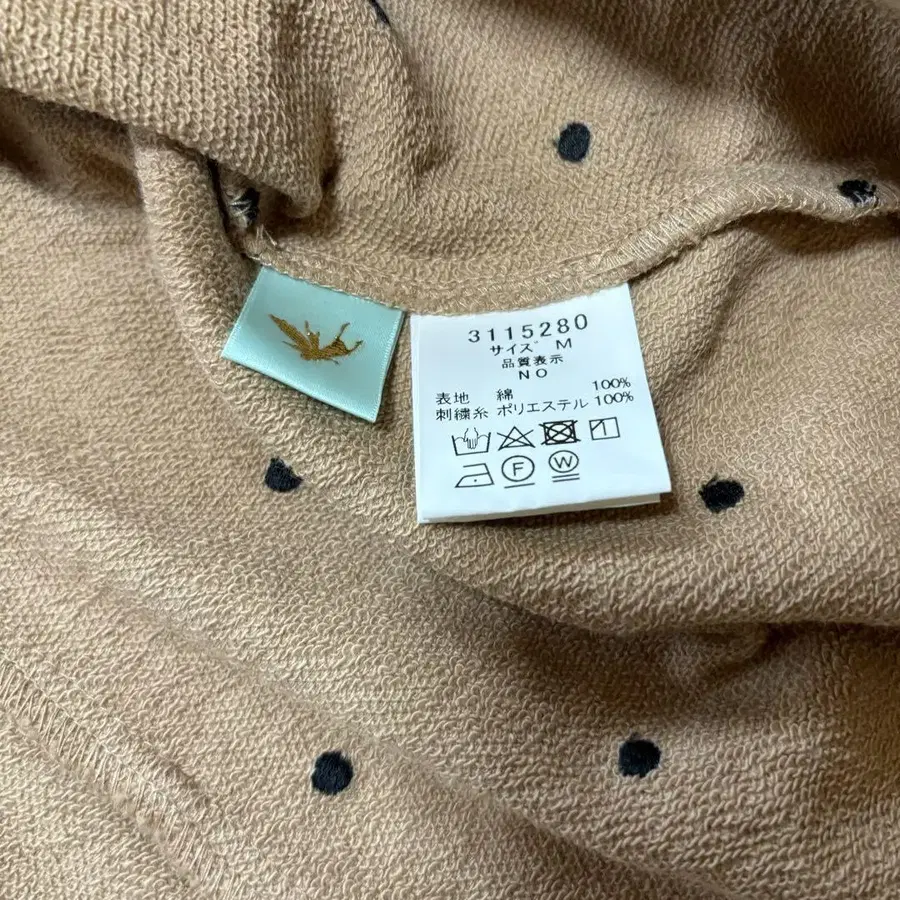 3115280
サイズ M
品質表示
NO
表地 綿 100%
刺繍糸 ポリエステル 100%
F W